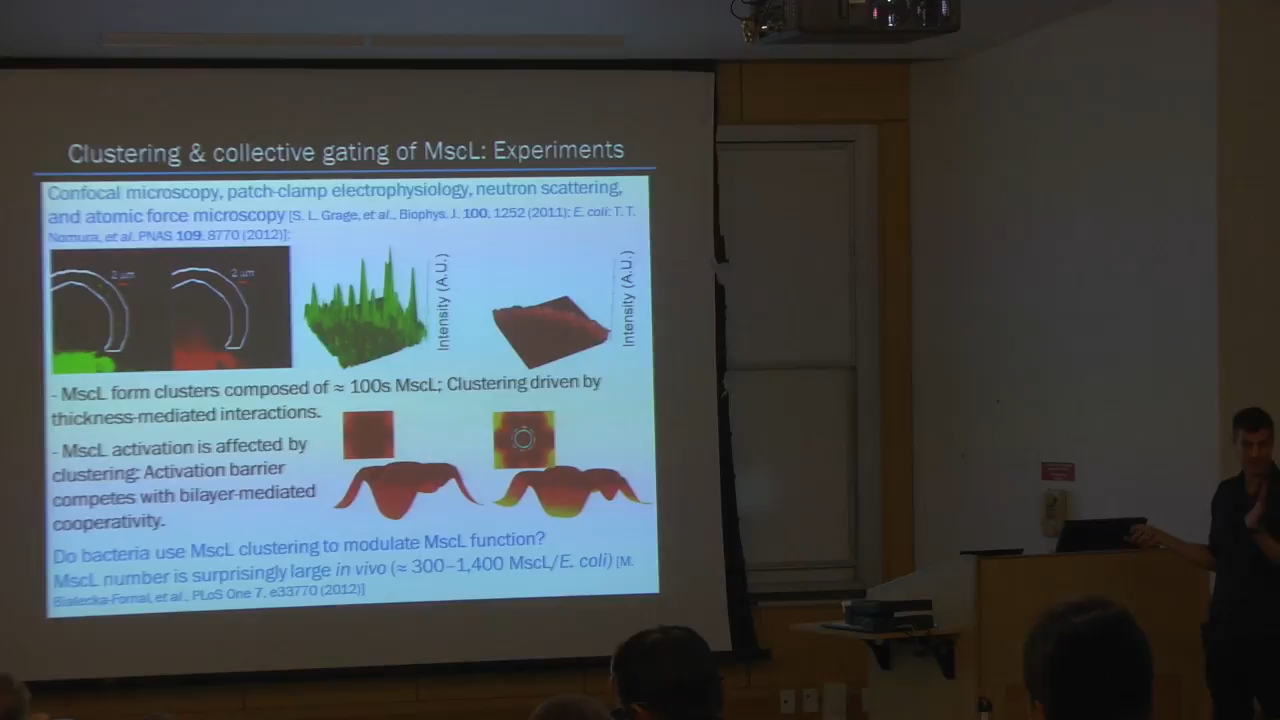 Clustering & collective gating of MscL: Experiments
Confocal microscopy, patch-clamp electrophysiology, neutron scattering,
and atomic force microscopy [S. L. Grage, et al., Biophys. J. 100, 1252 (2011); E. coli: T. T.
Nomura, et al. PNAS 109, 8770 (2012)]:
2 μm
2 μm
Intensity (A.U.)
Intensity (A.U.)
- MscL form clusters composed of ≈ 100s MscL; Clustering driven by
thickness-mediated interactions.
- MscL activation is affected by
clustering: Activation barrier
competes with bilayer-mediated
cooperativity.
Do bacteria use MscL clustering to modulate MscL function?
MscL number is surprisingly large in vivo (≈ 300–1,400 MscL/E. coli) [M.
Bialecka-Fornal, et al., PLoS One 7, e33770 (2012)]